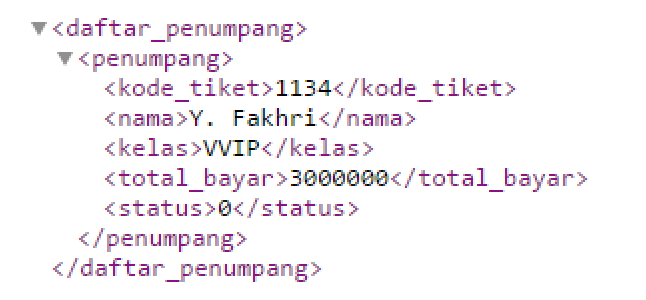 <daftar_penumpang>
<penumpang>
<kode_tiket>1134</kode_tiket>
<nama>Y. Fakhri</nama>
<kelas>VVIP</kelas>
<total_bayar>3000000</total_bayar>
<status>0</status>
</penumpang>
</daftar_penumpang>